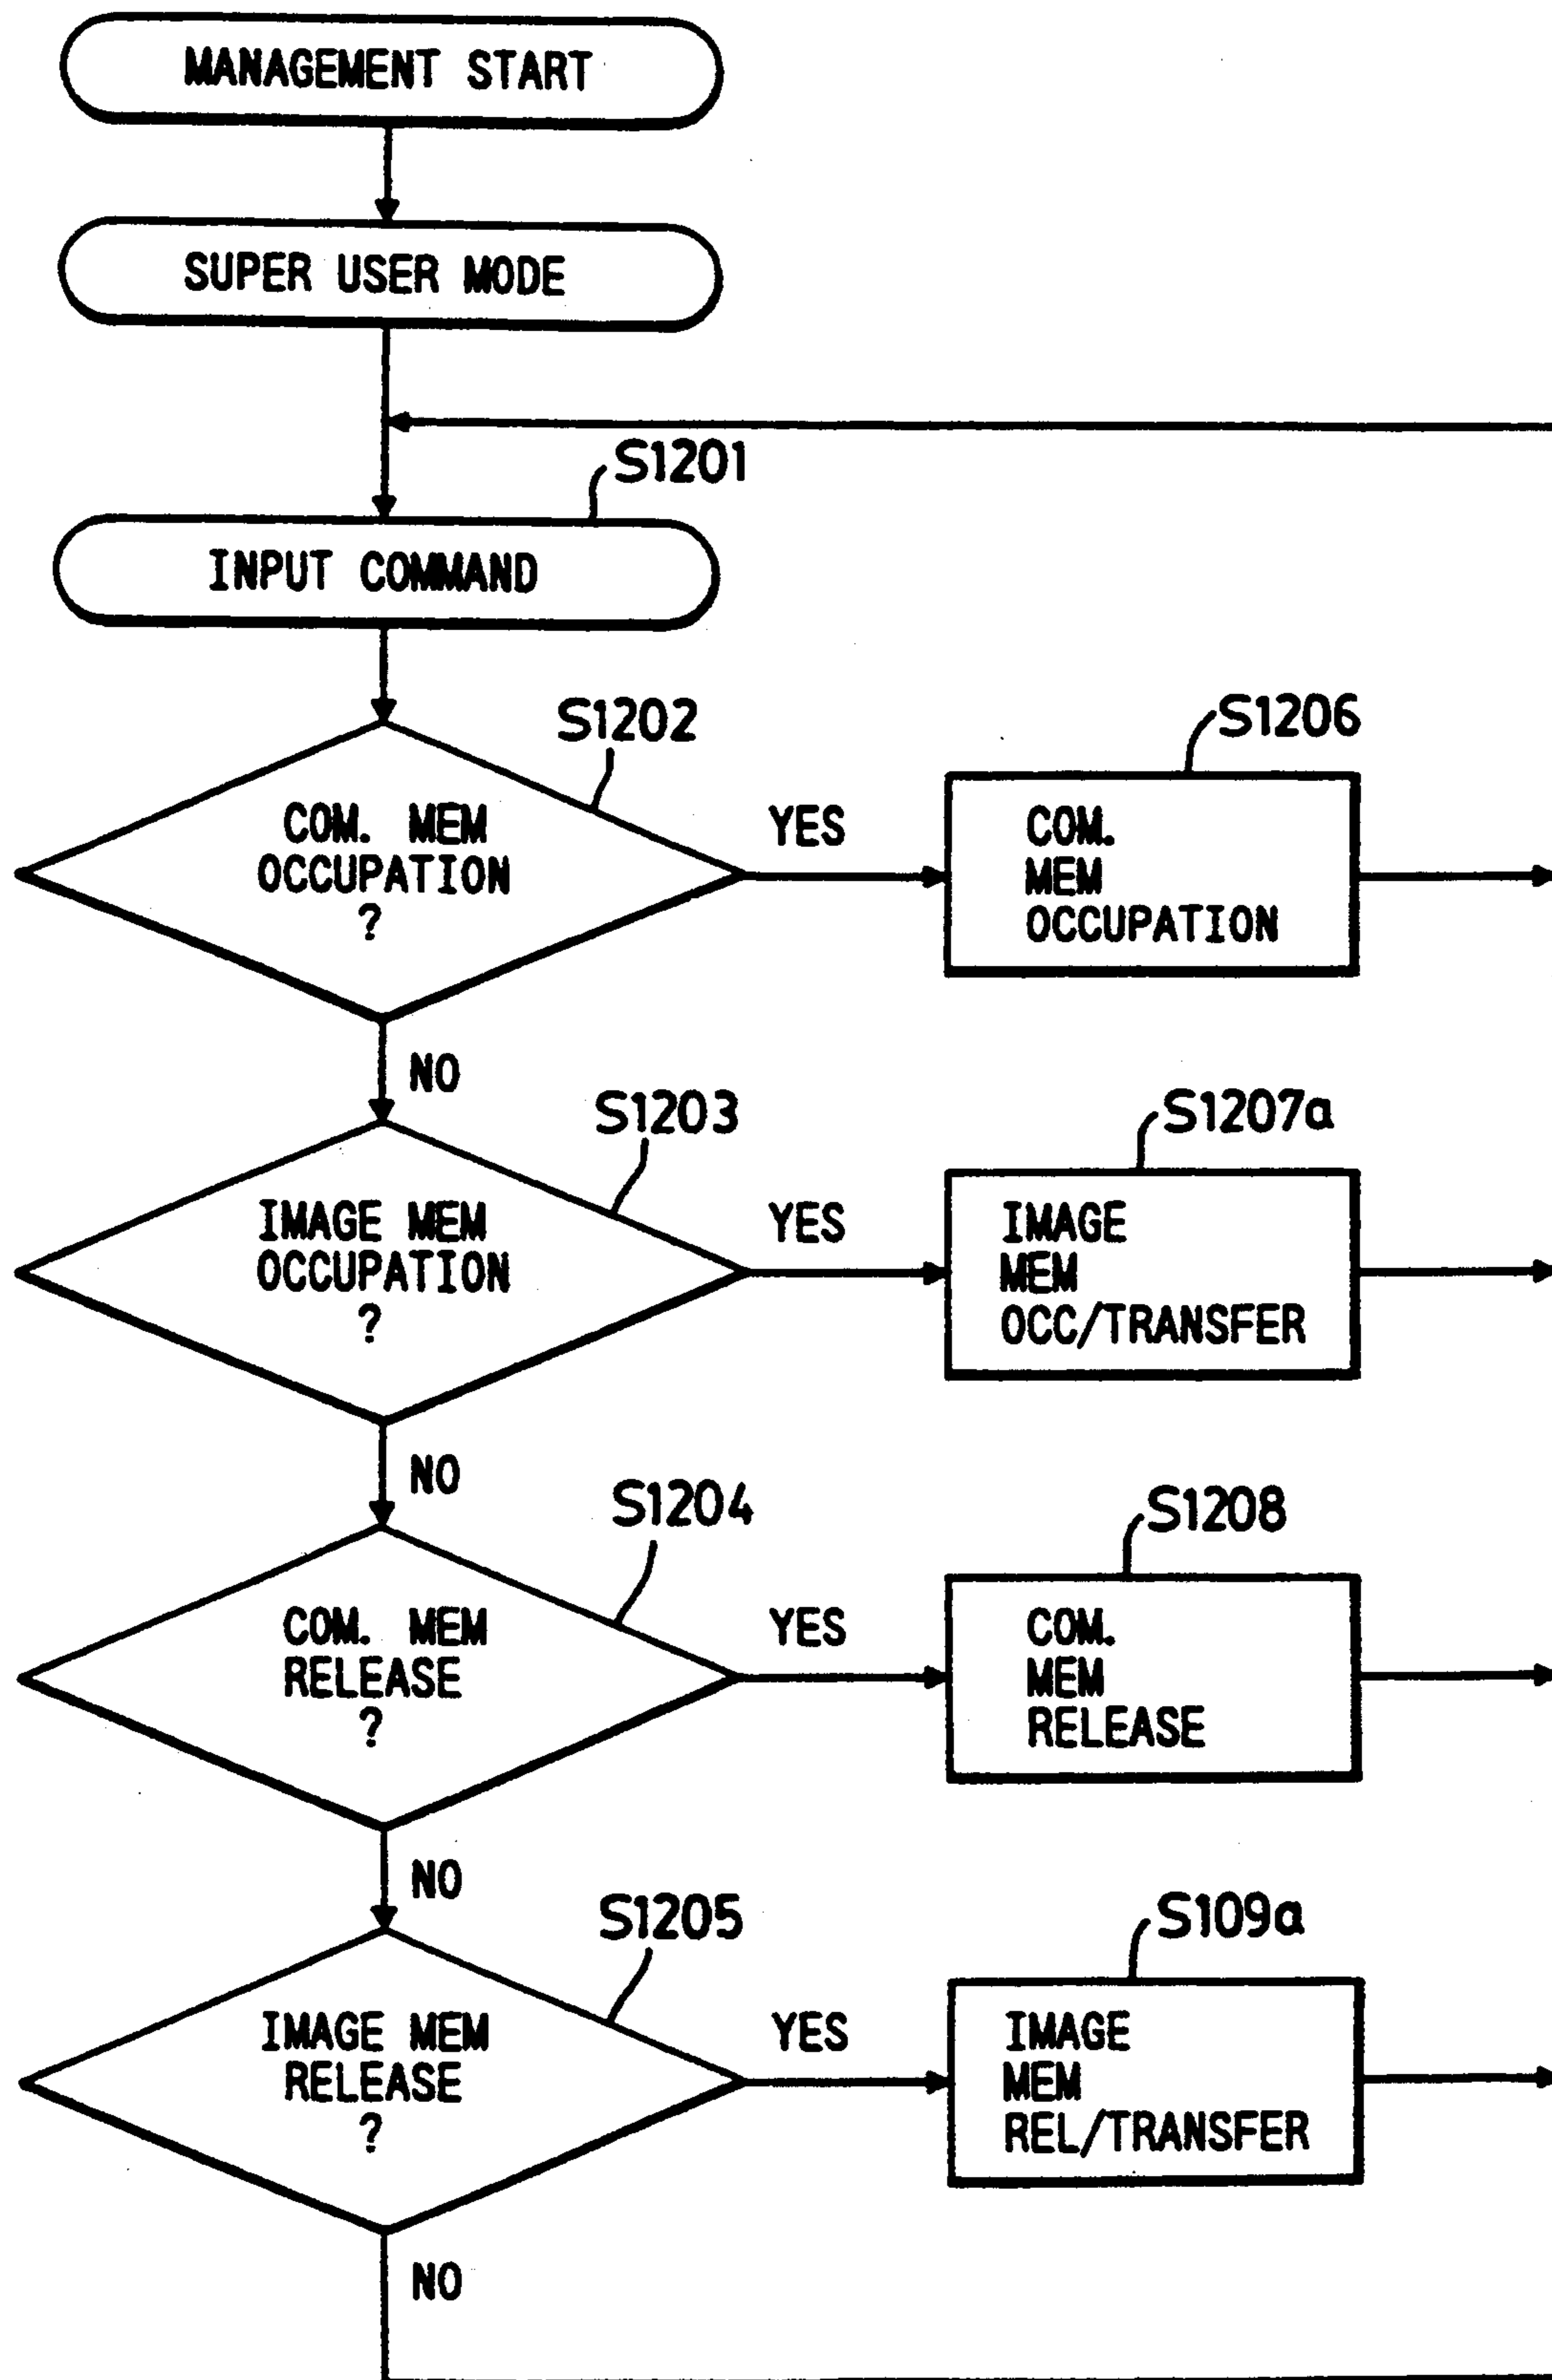 MANAGEMENT START
SUPER USER MODE
S1201
INPUT COMMAND
S1202
COM. MEM
OCCUPATION
?
YES
S1206
COM.
MEM
OCCUPATION
NO
S1203
IMAGE MEM
OCCUPATION
?
YES
S1207a
IMAGE
MEM
OCC/TRANSFER
NO
S1204
COM. MEM
RELEASE
?
YES
S1208
COM.
MEM
RELEASE
NO
S1205
IMAGE MEM
RELEASE
?
YES
S109a
IMAGE
MEM
REL/TRANSFER
NO